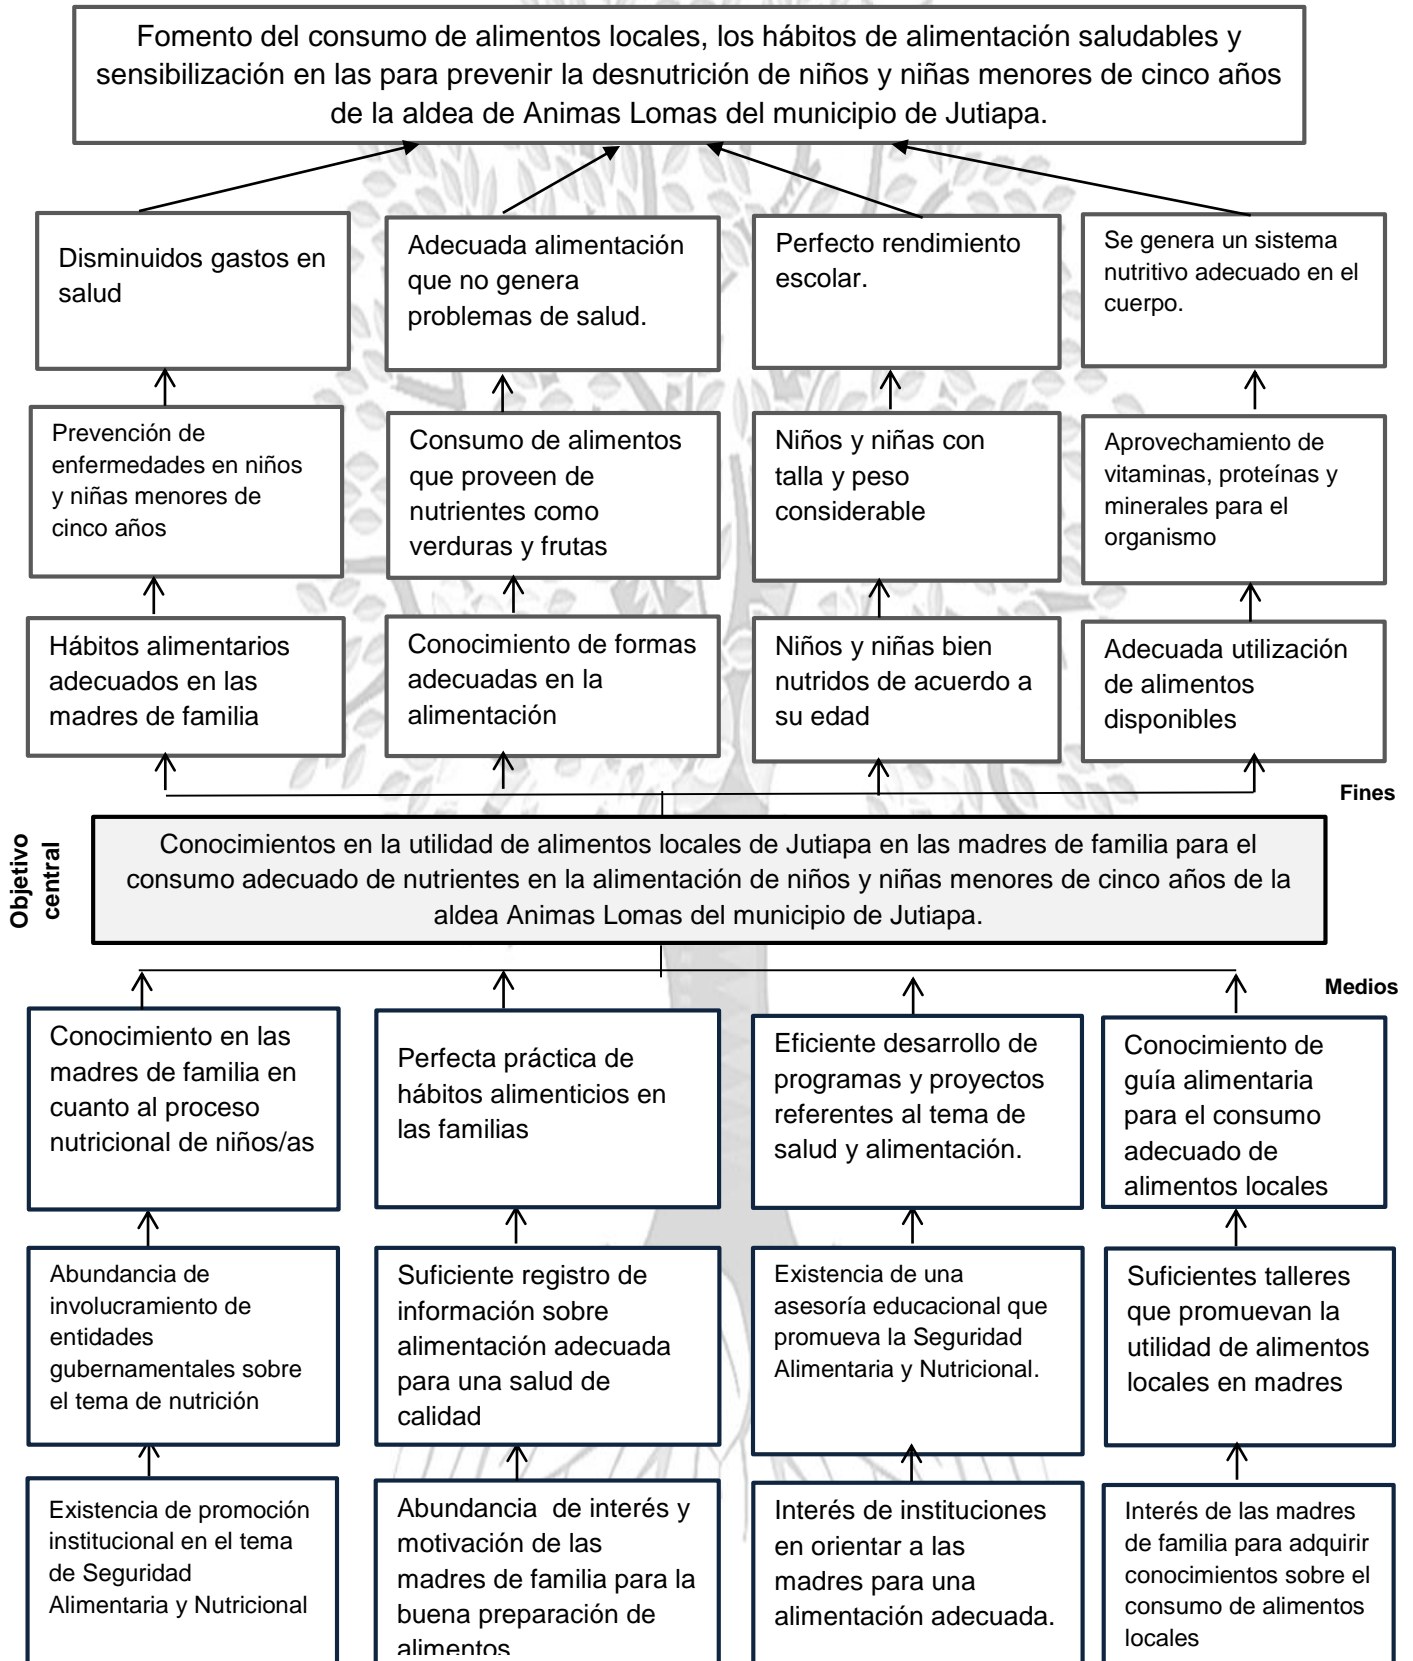 Fomento del consumo de alimentos locales, los hábitos de alimentación saludables y
sensibilización en las para prevenir la desnutrición de niños y niñas menores de cinco años
de la aldea de Animas Lomas del municipio de Jutiapa.
Disminuidos gastos en
salud
Adecuada alimentación
que no genera
problemas de salud.
Perfecto rendimiento
escolar.
Se genera un sistema
nutritivo adecuado en el
cuerpo.
Prevención de
enfermedades en niños
y niñas menores de
cinco años
Consumo de alimentos
que proveen de
nutrientes como
verduras y frutas
Niños y niñas con
talla y peso
considerable
Aprovechamiento de
vitaminas, proteínas y
minerales para el
organismo
Hábitos alimentarios
adecuados en las
madres de familia
Conocimiento de formas
adecuadas en la
alimentación
Niños y niñas bien
nutridos de acuerdo a
su edad
Adecuada utilización
de alimentos
disponibles
Fines
Objetivo
central
Conocimientos en la utilidad de alimentos locales de Jutiapa en las madres de familia para el
consumo adecuado de nutrientes en la alimentación de niños y niñas menores de cinco años de la
aldea Animas Lomas del municipio de Jutiapa.
Medios
Conocimiento en las
madres de familia en
cuanto al proceso
nutricional de niños/as
Perfecta práctica de
hábitos alimenticios en
las familias
Eficiente desarrollo de
programas y proyectos
referentes al tema de
salud y alimentación.
Conocimiento de
guía alimentaria
para el consumo
adecuado de
alimentos locales
Abundancia de
involucramiento de
entidades
gubernamentales sobre
el tema de nutrición
Suficiente registro de
información sobre
alimentación adecuada
para una salud de
calidad
Existencia de una
asesoría educacional que
promueva la Seguridad
Alimentaria y Nutricional.
Suficientes talleres
que promuevan la
utilidad de alimentos
locales en madres
Existencia de promoción
institucional en el tema
de Seguridad
Alimentaria y Nutricional
Abundancia  de interés y
motivación de las
madres de familia para la
buena preparación de
alimentos
Interés de instituciones
en orientar a las
madres para una
alimentación adecuada.
Interés de las madres
de familia para adquirir
conocimientos sobre el
consumo de alimentos
locales